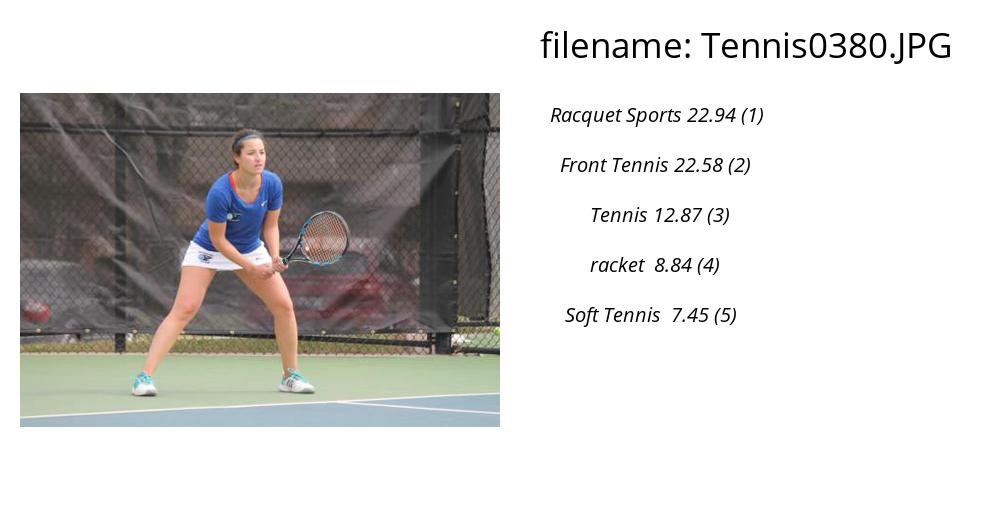 filename: Tennis0380.JPG
Racquet Sports 22.94 (1)
Front Tennis 22.58 (2)
Tennis 12.87 (3)
racket 8.84 (4)
Soft Tennis 7.45 (5)